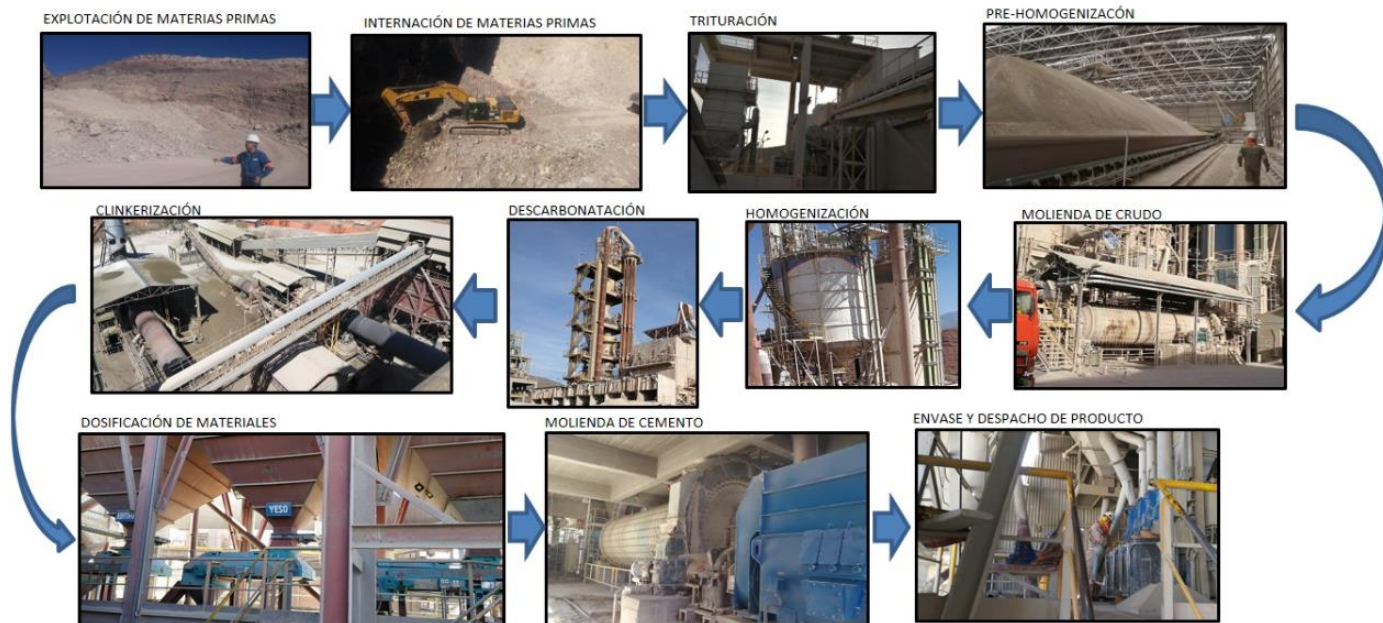 EXPLOTACIÓN DE MATERIAS PRIMAS
INTERNACIÓN DE MATERIAS PRIMAS
TRITURACIÓN
PRE-HOMOGENIZACÓN
CLINKERIZACIÓN
DESCARBONATACIÓN
HOMOGENIZACIÓN
MOLIENDA DE CRUDO
DOSIFICACIÓN DE MATERIALES
MOLIENDA DE CEMENTO
ENVASE Y DESPACHO DE PRODUCTO
YESO